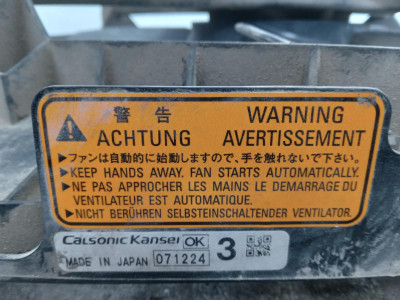 警告 WARNING
ACHTUNG AVERTISSEMENT
▶ファンは自動的に始動しますので、手を触れないで下さい。
▶KEEP HANDS AWAY. FAN STARTS AUTOMATICALLY.
▶NE PAS APPROCHER LES MAINS LE DEMARRAGE DU
VENTILATEUR EST AUTOMATIQUE.
▶NICHT BERÜHREN SELBSTEINSCHALTENDER VENTILATOR.
Calsonic Kansei OK 3
MADE IN JAPAN 071224